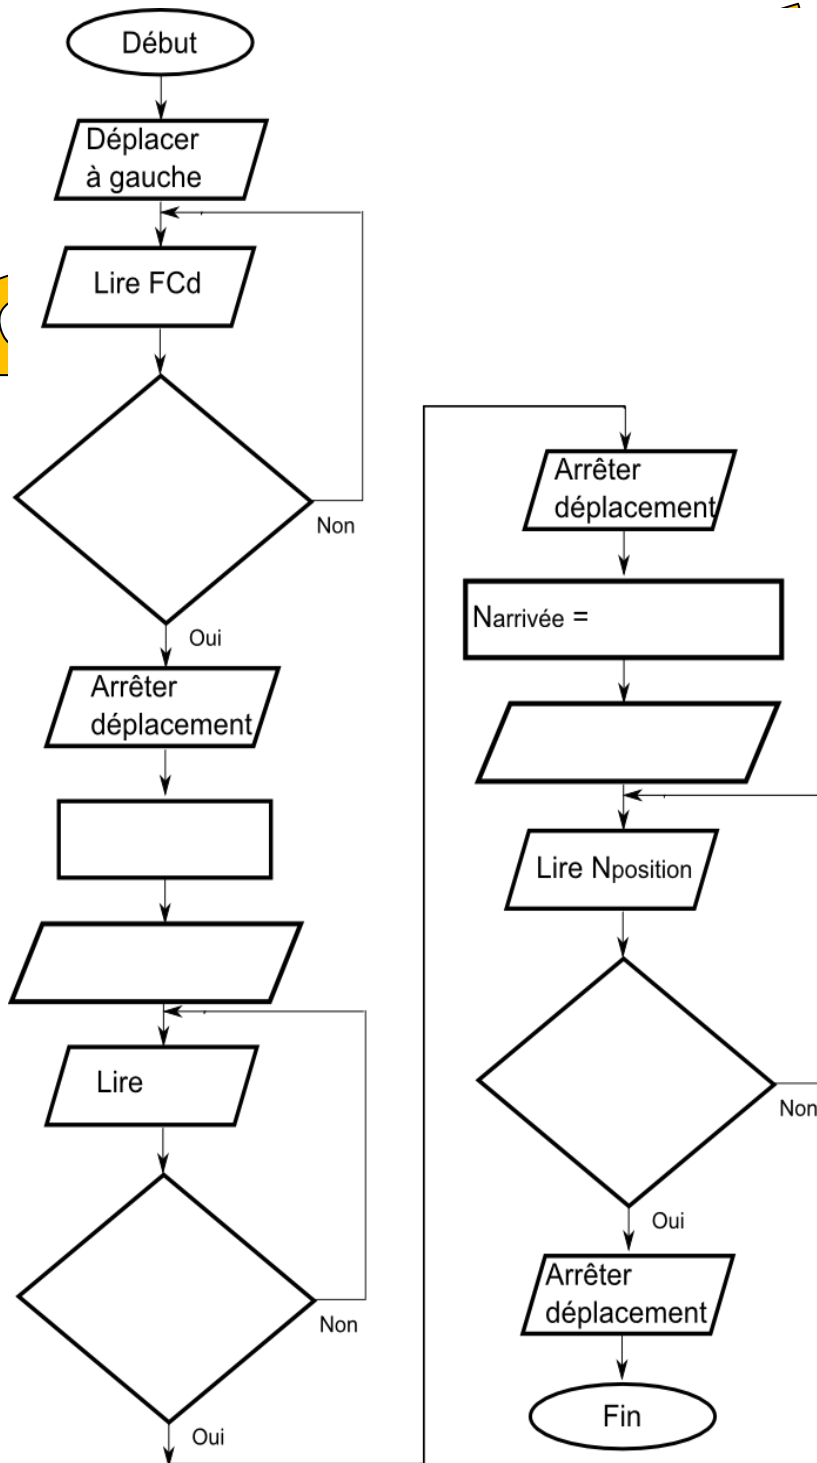 Début
Déplacer
à gauche
Lire FCd
Non
Oui
Arrêter
déplacement
Lire
Non
Oui
Arrêter
déplacement
Narrivée =
Lire Nposition
Non
Oui
Arrêter
déplacement
Fin